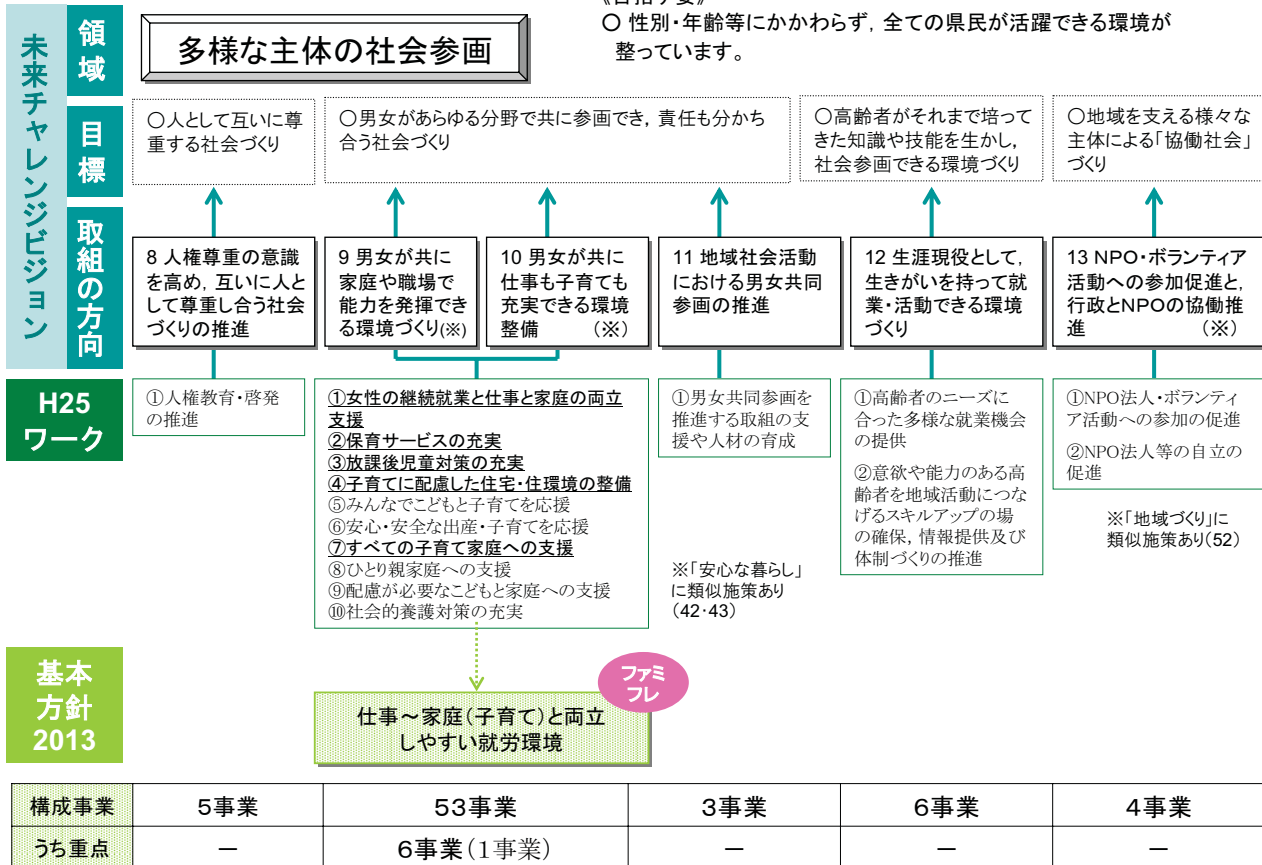 《目指す姿》
○ 性別・年齢等にかかわらず，全ての県民が活躍できる環境が
整っています。
未来チャレンジビジョン
領域
多様な主体の社会参画
目標
○人として互いに尊
重する社会づくり
○男女があらゆる分野で共に参画でき，責任も分かち
合う社会づくり
○高齢者がそれまで培って
きた知識や技能を生かし，
社会参画できる環境づくり
○地域を支える様々な
主体による「協働社会」
づくり
取組の方向
8 人権尊重の意識
を高め，互いに人と
して尊重し合う社会
づくりの推進
9 男女が共に
家庭や職場で
能力を発揮でき
る環境づくり(※)
10 男女が共に
仕事も子育ても
充実できる環境
整備 （※）
11 地域社会活動
における男女共同
参画の推進
12 生涯現役として，
生きがいを持って就
業・活動できる環境
づくり
13 NPO・ボランティア
活動への参加促進と，
行政とNPOの協働推
進 （※）
H25
ワーク
①人権教育・啓発
の推進
①女性の継続就業と仕事と家庭の両立
支援
②保育サービスの充実
③放課後児童対策の充実
④子育てに配慮した住宅・住環境の整備
⑤みんなでこどもと子育てを応援
⑥安心・安全な出産・子育てを応援
⑦すべての子育て家庭への支援
⑧ひとり親家庭への支援
⑨配慮が必要なこどもと家庭への支援
⑩社会的養護対策の充実
①男女共同参画を
推進する取組の支
援や人材の育成
※「安心な暮らし」
に類似施策あり
（42・43）
①高齢者のニーズに
合った多様な就業機会
の提供
②意欲や能力のある高
齢者を地域活動につな
げるスキルアップの場
の確保，情報提供及び
体制づくりの推進
①NPO法人・ボランティ
ア活動への参加の促進
②NPO法人等の自立の
促進
※「地域づくり」に
類似施策あり(52)
基本
方針
2013
ファミ
フレ
仕事～家庭（子育て）と両立
しやすい就労環境
構成事業 5事業 53事業 3事業 6事業 4事業
うち重点 － 6事業（1事業） － － －